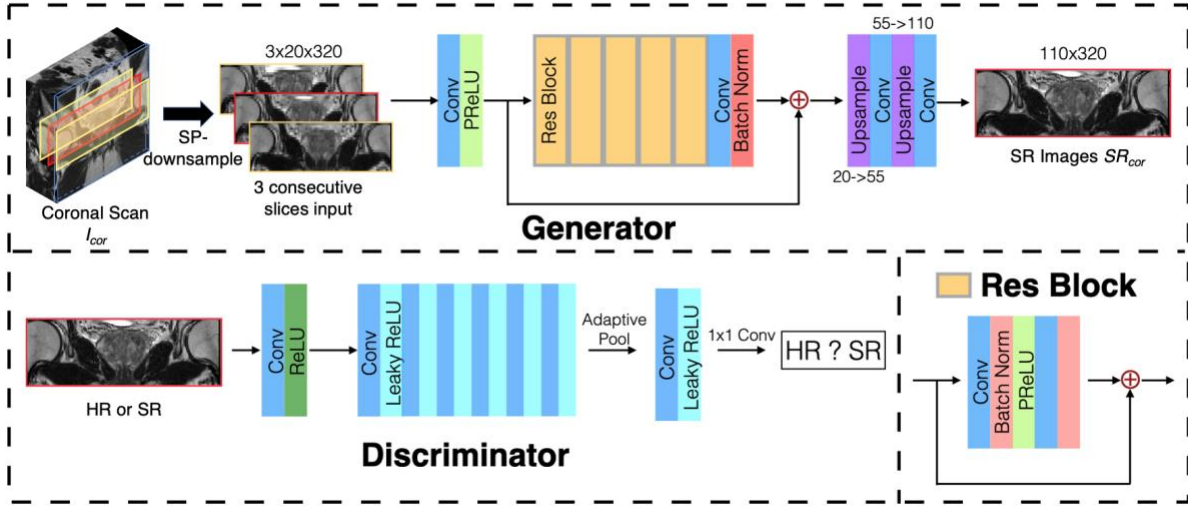 3x20x320
SP-
downsample
Coronal Scan
I_cor
3 consecutive
slices input
Conv
PReLU
Res Block
Conv
Batch Norm
Upsample
Conv
Upsample
Conv
55->110
20->55
110x320
SR Images SR_cor
Generator
HR or SR
Conv
ReLU
Conv
Leaky ReLU
Adaptive
Pool
Conv
Leaky ReLU
1x1 Conv
HR ? SR
Discriminator
Res Block
Conv
Batch Norm
PReLU